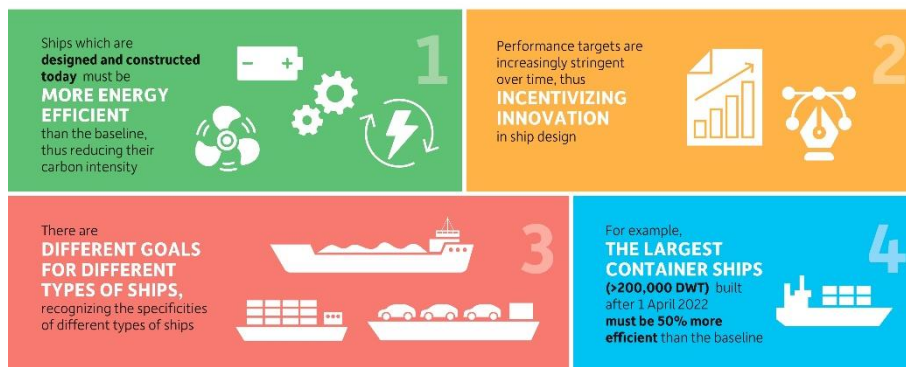 1
Ships which are
designed and constructed
today must be
MORE ENERGY
EFFICIENT
than the baseline,
thus reducing their
carbon intensity
2
Performance targets are
increasingly stringent
over time, thus
INCENTIVIZING
INNOVATION
in ship design
3
There are
DIFFERENT GOALS
FOR DIFFERENT
TYPES OF SHIPS,
recognizing the specificities
of different types of ships
4
For example,
THE LARGEST
CONTAINER SHIPS
(>200,000 DWT) built
after 1 April 2022
must be 50% more
efficient than the baseline